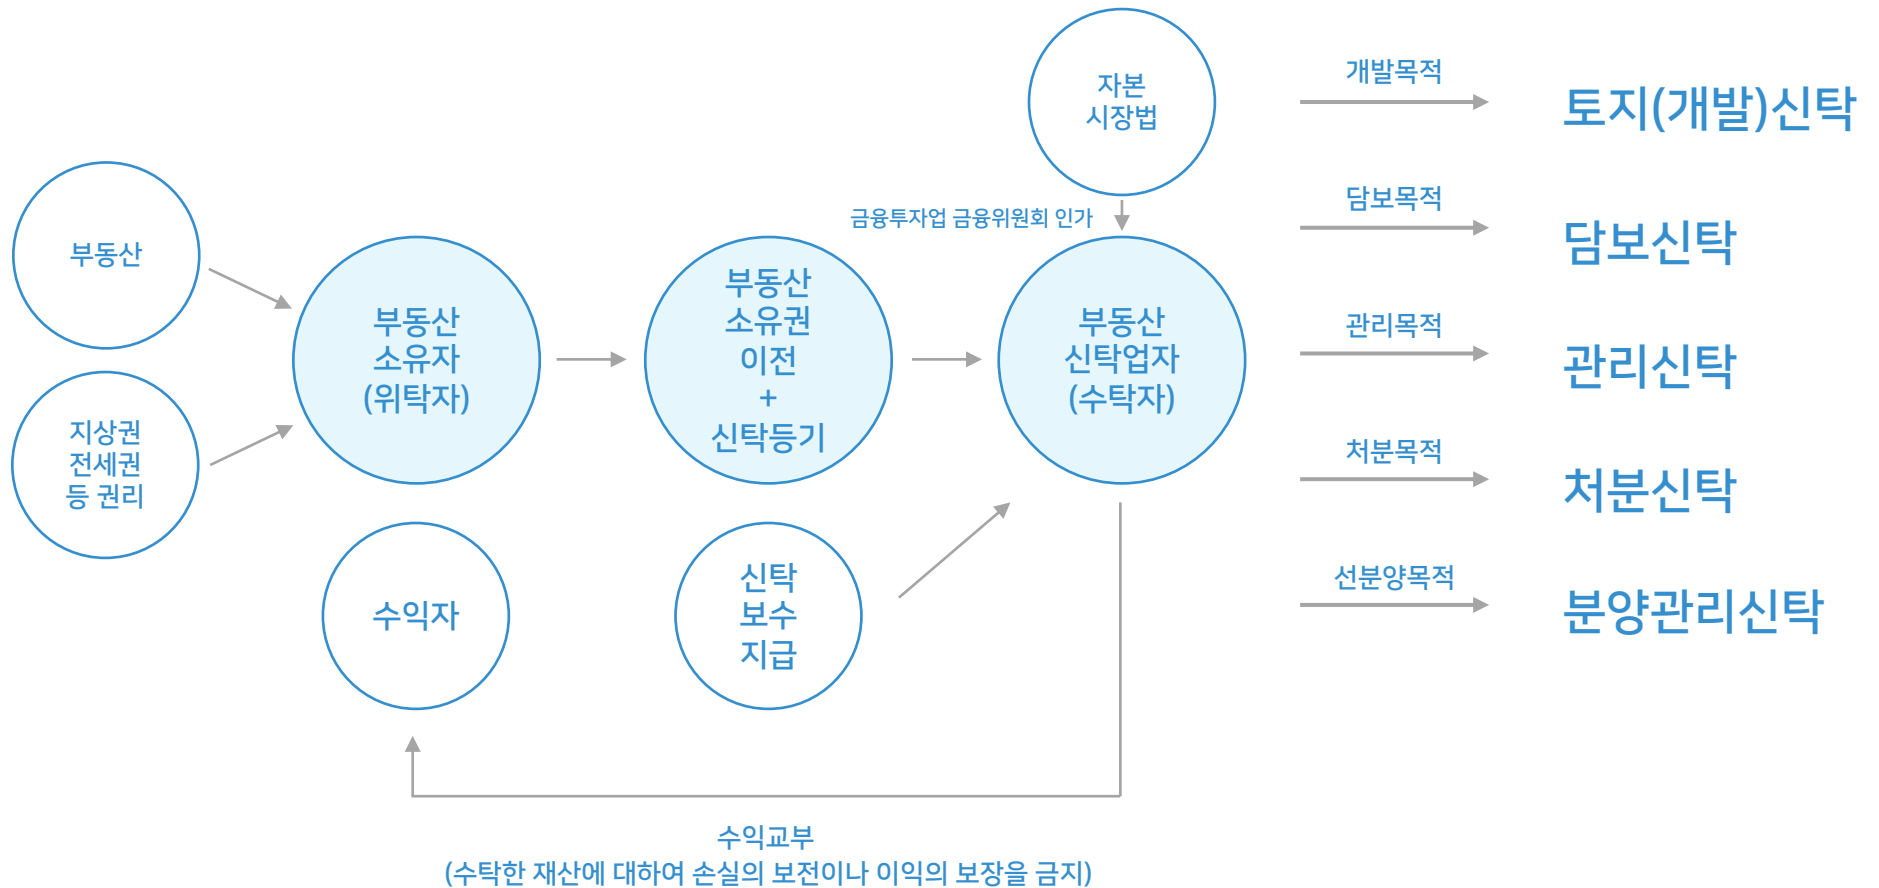 부동산
지상권
전세권
등 권리
부동산
소유자
(위탁자)
수익자
부동산
소유권
이전
+
신탁등기
신탁
보수
지급
자본
시장법
금융투자업 금융위원회 인가
부동산
신탁업자
(수탁자)
수익교부
(수탁한 재산에 대하여 손실의 보전이나 이익의 보장을 금지)
개발목적
토지(개발)신탁
담보목적
담보신탁
관리목적
관리신탁
처분목적
처분신탁
선분양목적
분양관리신탁